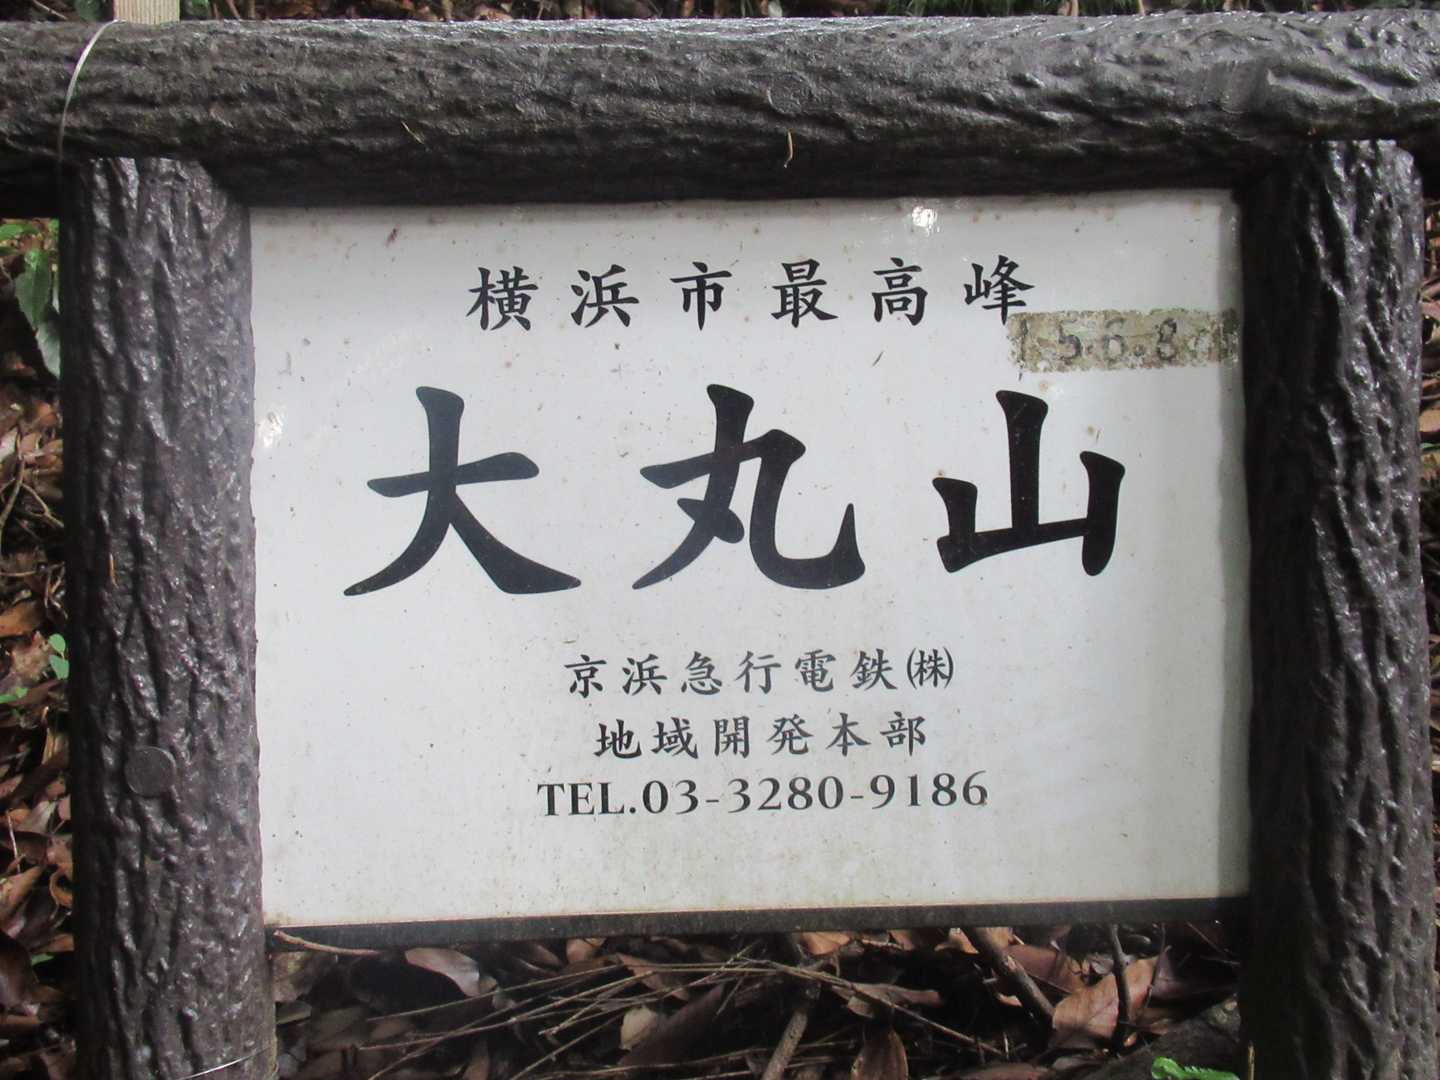 横浜市最高峰
156.8m
大丸山
京浜急行電鉄㈱
地域開発本部
TEL.03-3280-9186